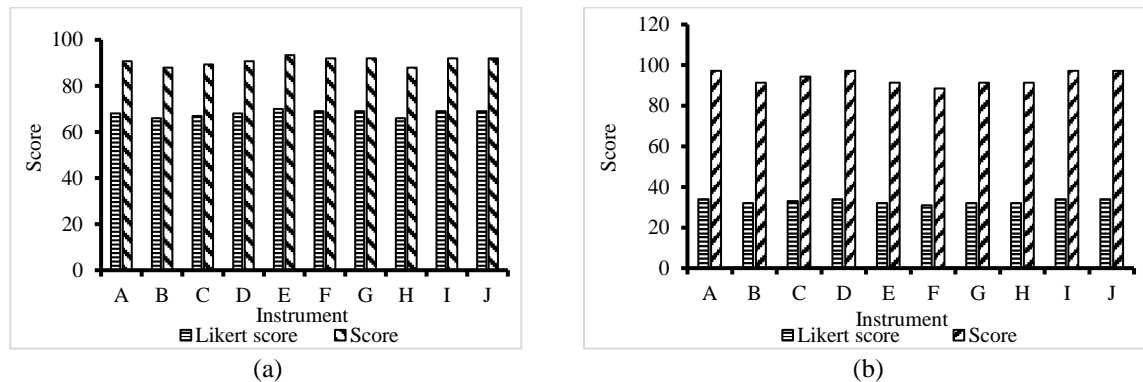 100
80
60
40
20
0
Score
A B C D E F G H I J
Instrument
Likert score Score
(a)
120
100
80
60
40
20
0
Score
A B C D E F G H I J
Instrument
Likert score Score
(b)